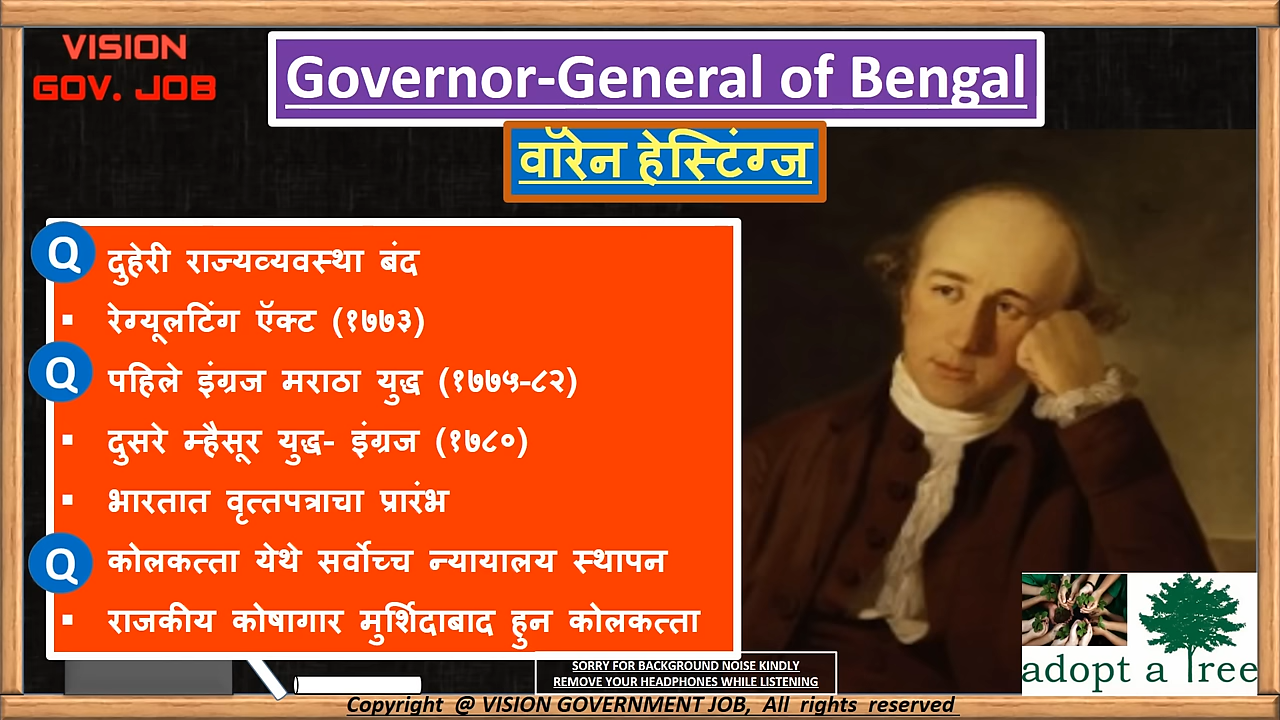 VISION
GOV. JOB
Governor-General of Bengal
वॉरेन हेस्टिंग्ज
Q दुहेरी राज्यव्यवस्था बंद
▪ रेग्यूलटिंग ऍक्ट (१७७३)
Q पहिले इंग्रज मराठा युद्ध (१७७५-८२)
▪ दुसरे म्हैसूर युद्ध- इंग्रज (१७८०)
▪ भारतात वृत्तपत्राचा प्रारंभ
Q कोलकत्ता येथे सर्वोच्च न्यायालय स्थापन
▪ राजकीय कोषागार मुर्शिदाबाद हुन कोलकत्ता
adopt a Tree
SORRY FOR BACKGROUND NOISE KINDLY
REMOVE YOUR HEADPHONES WHILE LISTENING
Copyright @ VISION GOVERNMENT JOB, All rights reserved